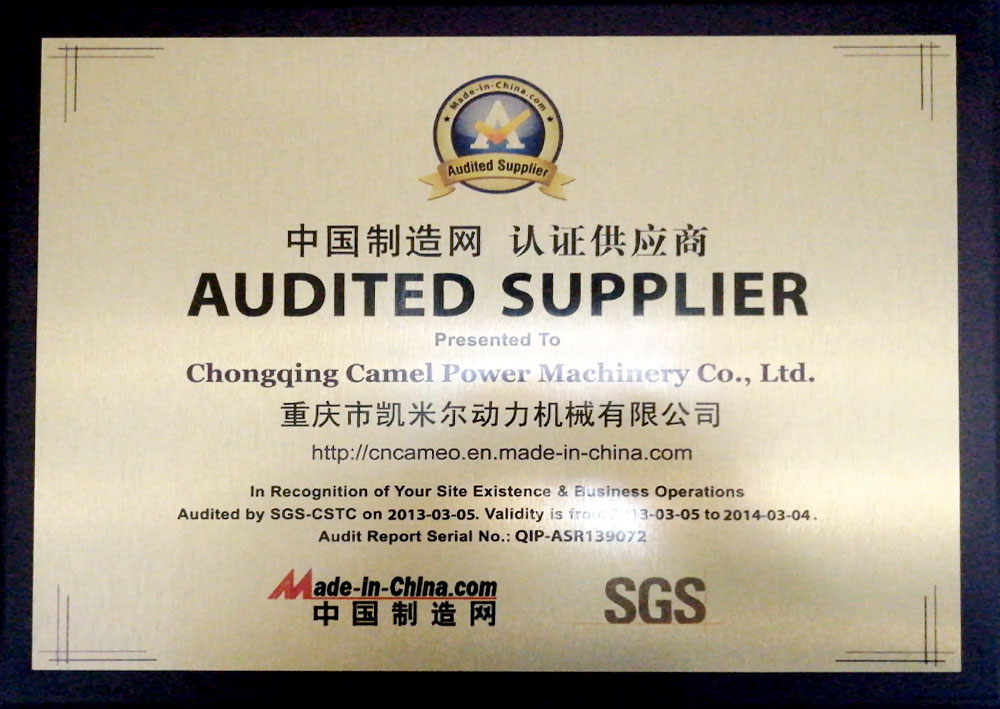 Made-in-China.com
Audited Supplier
中国制造网 认证供应商
AUDITED SUPPLIER
Presented To
Chongqing Camel Power Machinery Co., Ltd.
重庆市凯米尔动力机械有限公司
http://cncameo.en.made-in-china.com
In Recognition of Your Site Existence & Business Operations
Audited by SGS-CSTC on 2013-03-05. Validity is from 2013-03-05 to 2014-03-04.
Audit Report Serial No.: QIP-ASR139072
Made-in-China.com
中国制造网
SGS